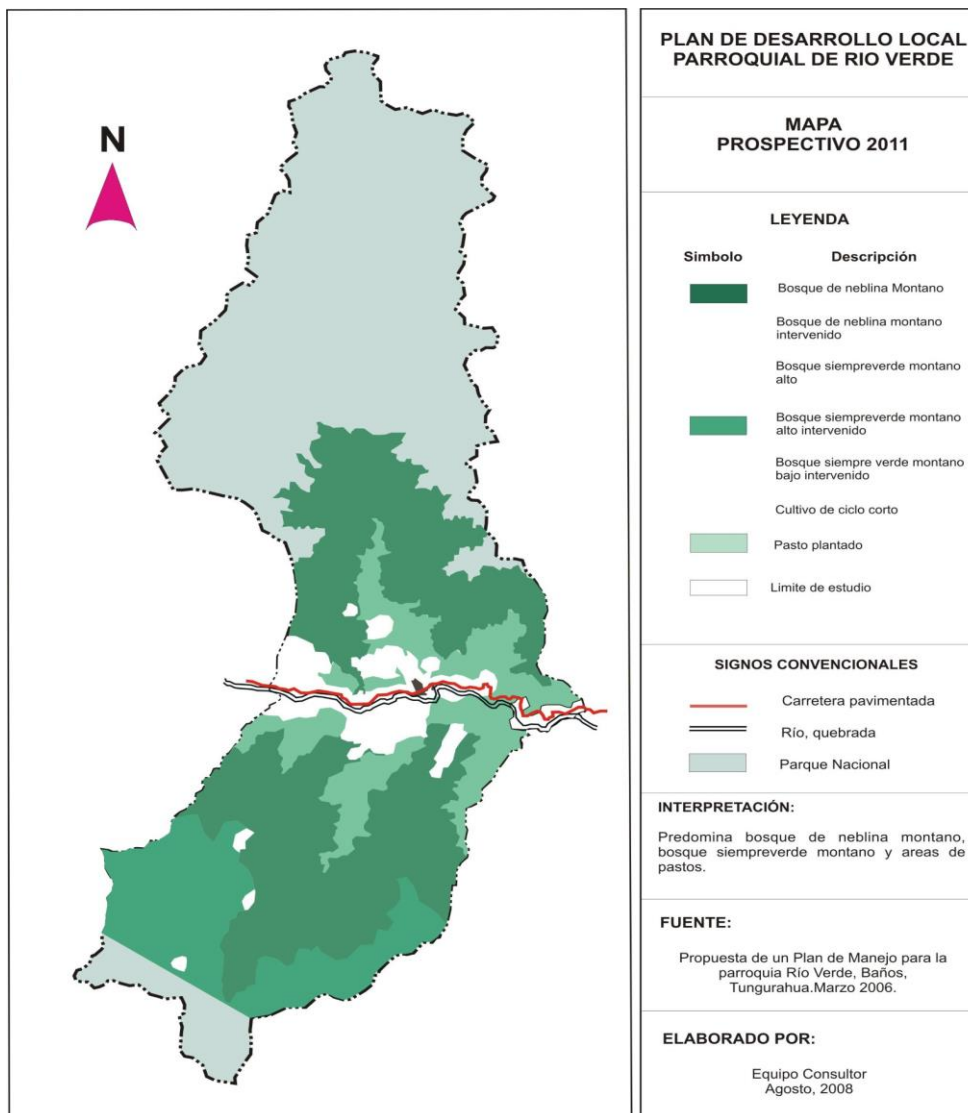 N
PLAN DE DESARROLLO LOCAL
PARROQUIAL DE RIO VERDE
MAPA
PROSPECTIVO 2011
LEYENDA
Simbolo Descripción
Bosque de neblina Montano
Bosque de neblina montano
intervenido
Bosque siempreverde montano
alto
Bosque siempreverde montano
alto intervenido
Bosque siempre verde montano
bajo intervenido
Cultivo de ciclo corto
Pasto plantado
Limite de estudio
SIGNOS CONVENCIONALES
Carretera pavimentada
Río, quebrada
Parque Nacional
INTERPRETACIÓN:
Predomina bosque de neblina montano,
bosque siempreverde montano y areas de
pastos.
FUENTE:
Propuesta de un Plan de Manejo para la
parroquia Río Verde, Baños,
Tungurahua.Marzo 2006.
ELABORADO POR:
Equipo Consultor
Agosto, 2008